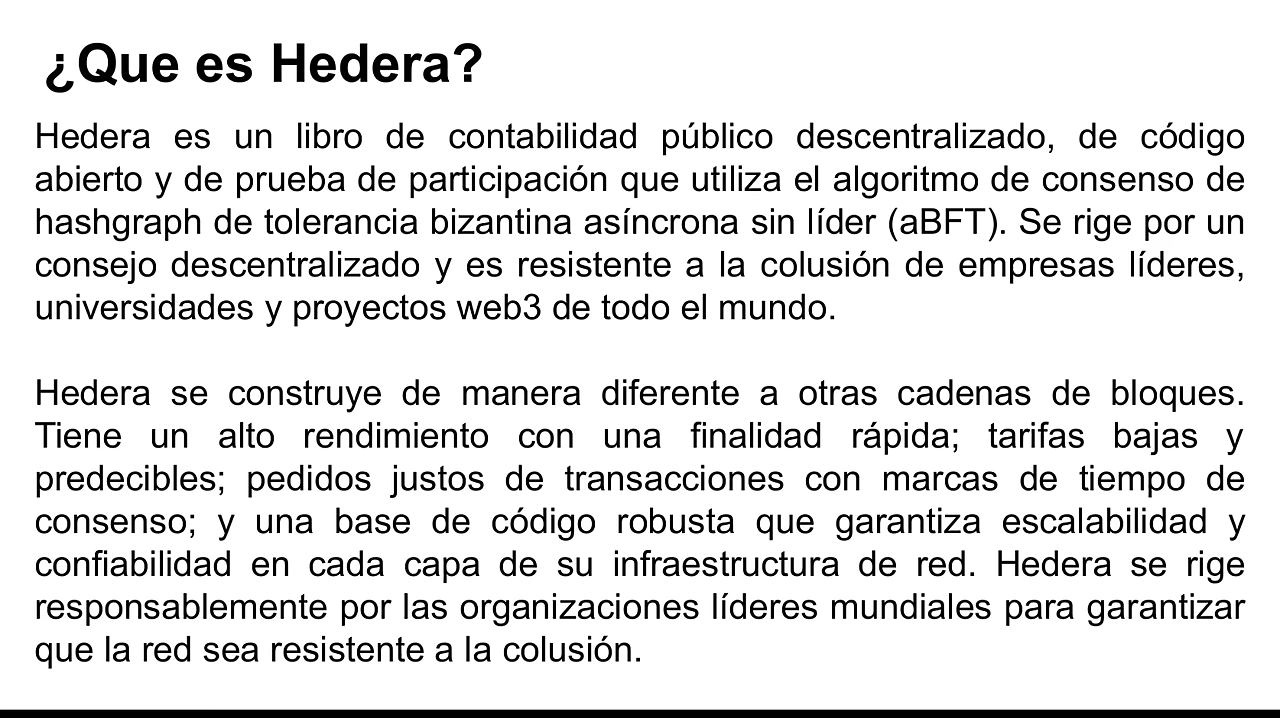 ¿Que es Hedera?
Hedera es un libro de contabilidad público descentralizado, de código
abierto y de prueba de participación que utiliza el algoritmo de consenso de
hashgraph de tolerancia bizantina asíncrona sin líder (aBFT). Se rige por un
consejo descentralizado y es resistente a la colusión de empresas líderes,
universidades y proyectos web3 de todo el mundo.
Hedera se construye de manera diferente a otras cadenas de bloques.
Tiene un alto rendimiento con una finalidad rápida; tarifas bajas y
predecibles; pedidos justos de transacciones con marcas de tiempo de
consenso; y una base de código robusta que garantiza escalabilidad y
confiabilidad en cada capa de su infraestructura de red. Hedera se rige
responsablemente por las organizaciones líderes mundiales para garantizar
que la red sea resistente a la colusión.